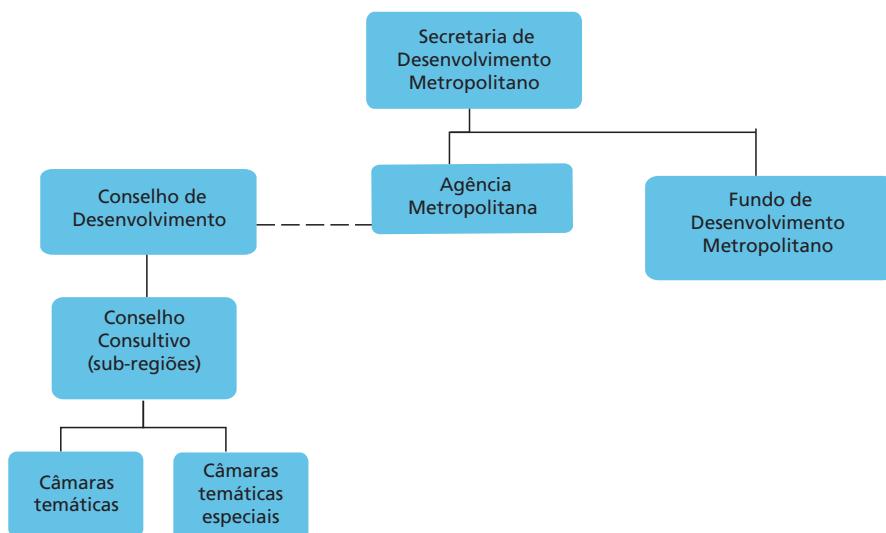 Secretaria de
Desenvolvimento
Metropolitano
Conselho de
Desenvolvimento
Agência
Metropolitana
Fundo de
Desenvolvimento
Metropolitano
Conselho
Consultivo
(sub-regiões)
Câmaras
temáticas
Câmaras
temáticas
especiais